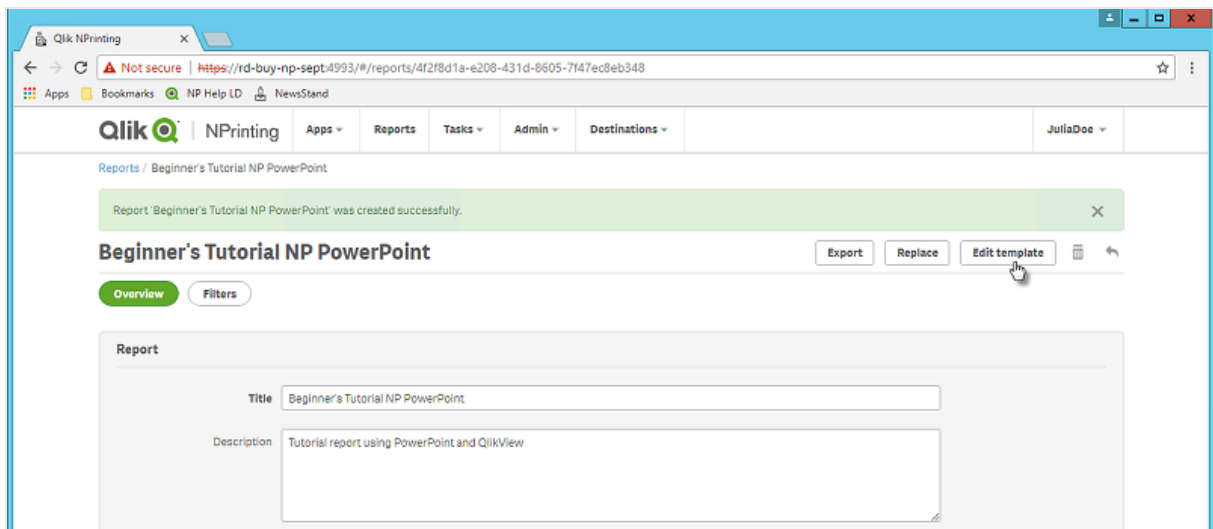 Qlik NPrinting
Not secure | https://rd-buy-np-sept:4993/#/reports/4f2f8d1a-e208-431d-8605-7f47ec8eb348
Apps Bookmarks NP Help LD NewsStand
Qlik NPrinting Apps Reports Tasks Admin Destinations JuliaDoe
Reports / Beginner's Tutorial NP PowerPoint
Report 'Beginner's Tutorial NP PowerPoint' was created successfully.
Beginner's Tutorial NP PowerPoint Export Replace Edit template
Overview Filters
Report
Title Beginner's Tutorial NP PowerPoint
Description Tutorial report using PowerPoint and QlikView